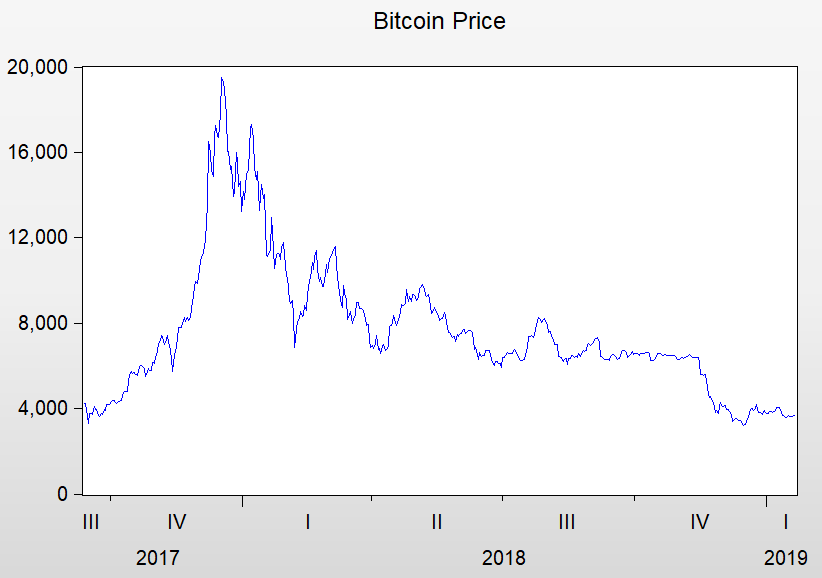 Bitcoin Price
20,000
16,000
12,000
8,000
4,000
0
III IV I II III IV I
2017 2018 2019